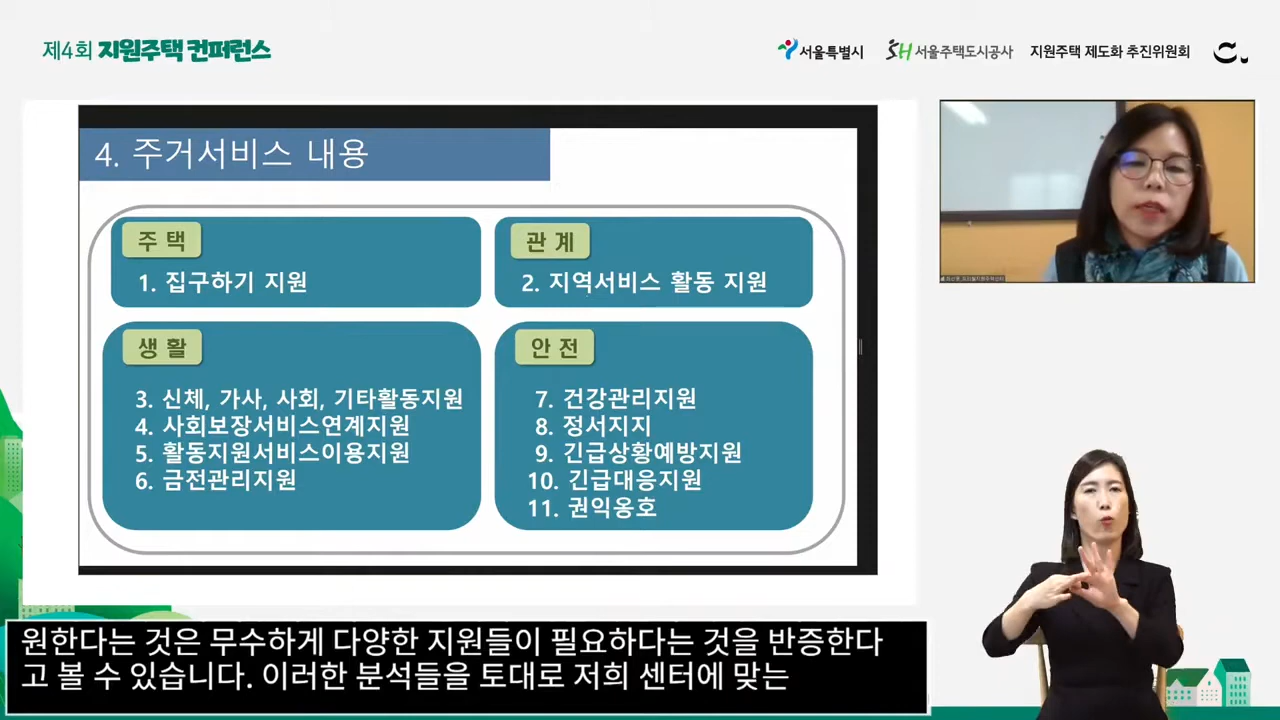 제4회 지원주택 컨퍼런스
서울특별시
SH서울주택도시공사
지원주택 제도화 추진위원회
4. 주거서비스 내용
주 택
1. 집구하기 지원
관 계
2. 지역서비스 활동 지원
생 활
3. 신체, 가사, 사회, 기타활동지원
4. 사회보장서비스연계지원
5. 활동지원서비스이용지원
6. 금전관리지원
안 전
7. 건강관리지원
8. 정서지지
9. 긴급상황예방지원
10. 긴급대응지원
11. 권익옹호
원한다는 것은 무수하게 다양한 지원들이 필요하다는 것을 반증한다
고 볼 수 있습니다. 이러한 분석들을 토대로 저희 센터에 맞는